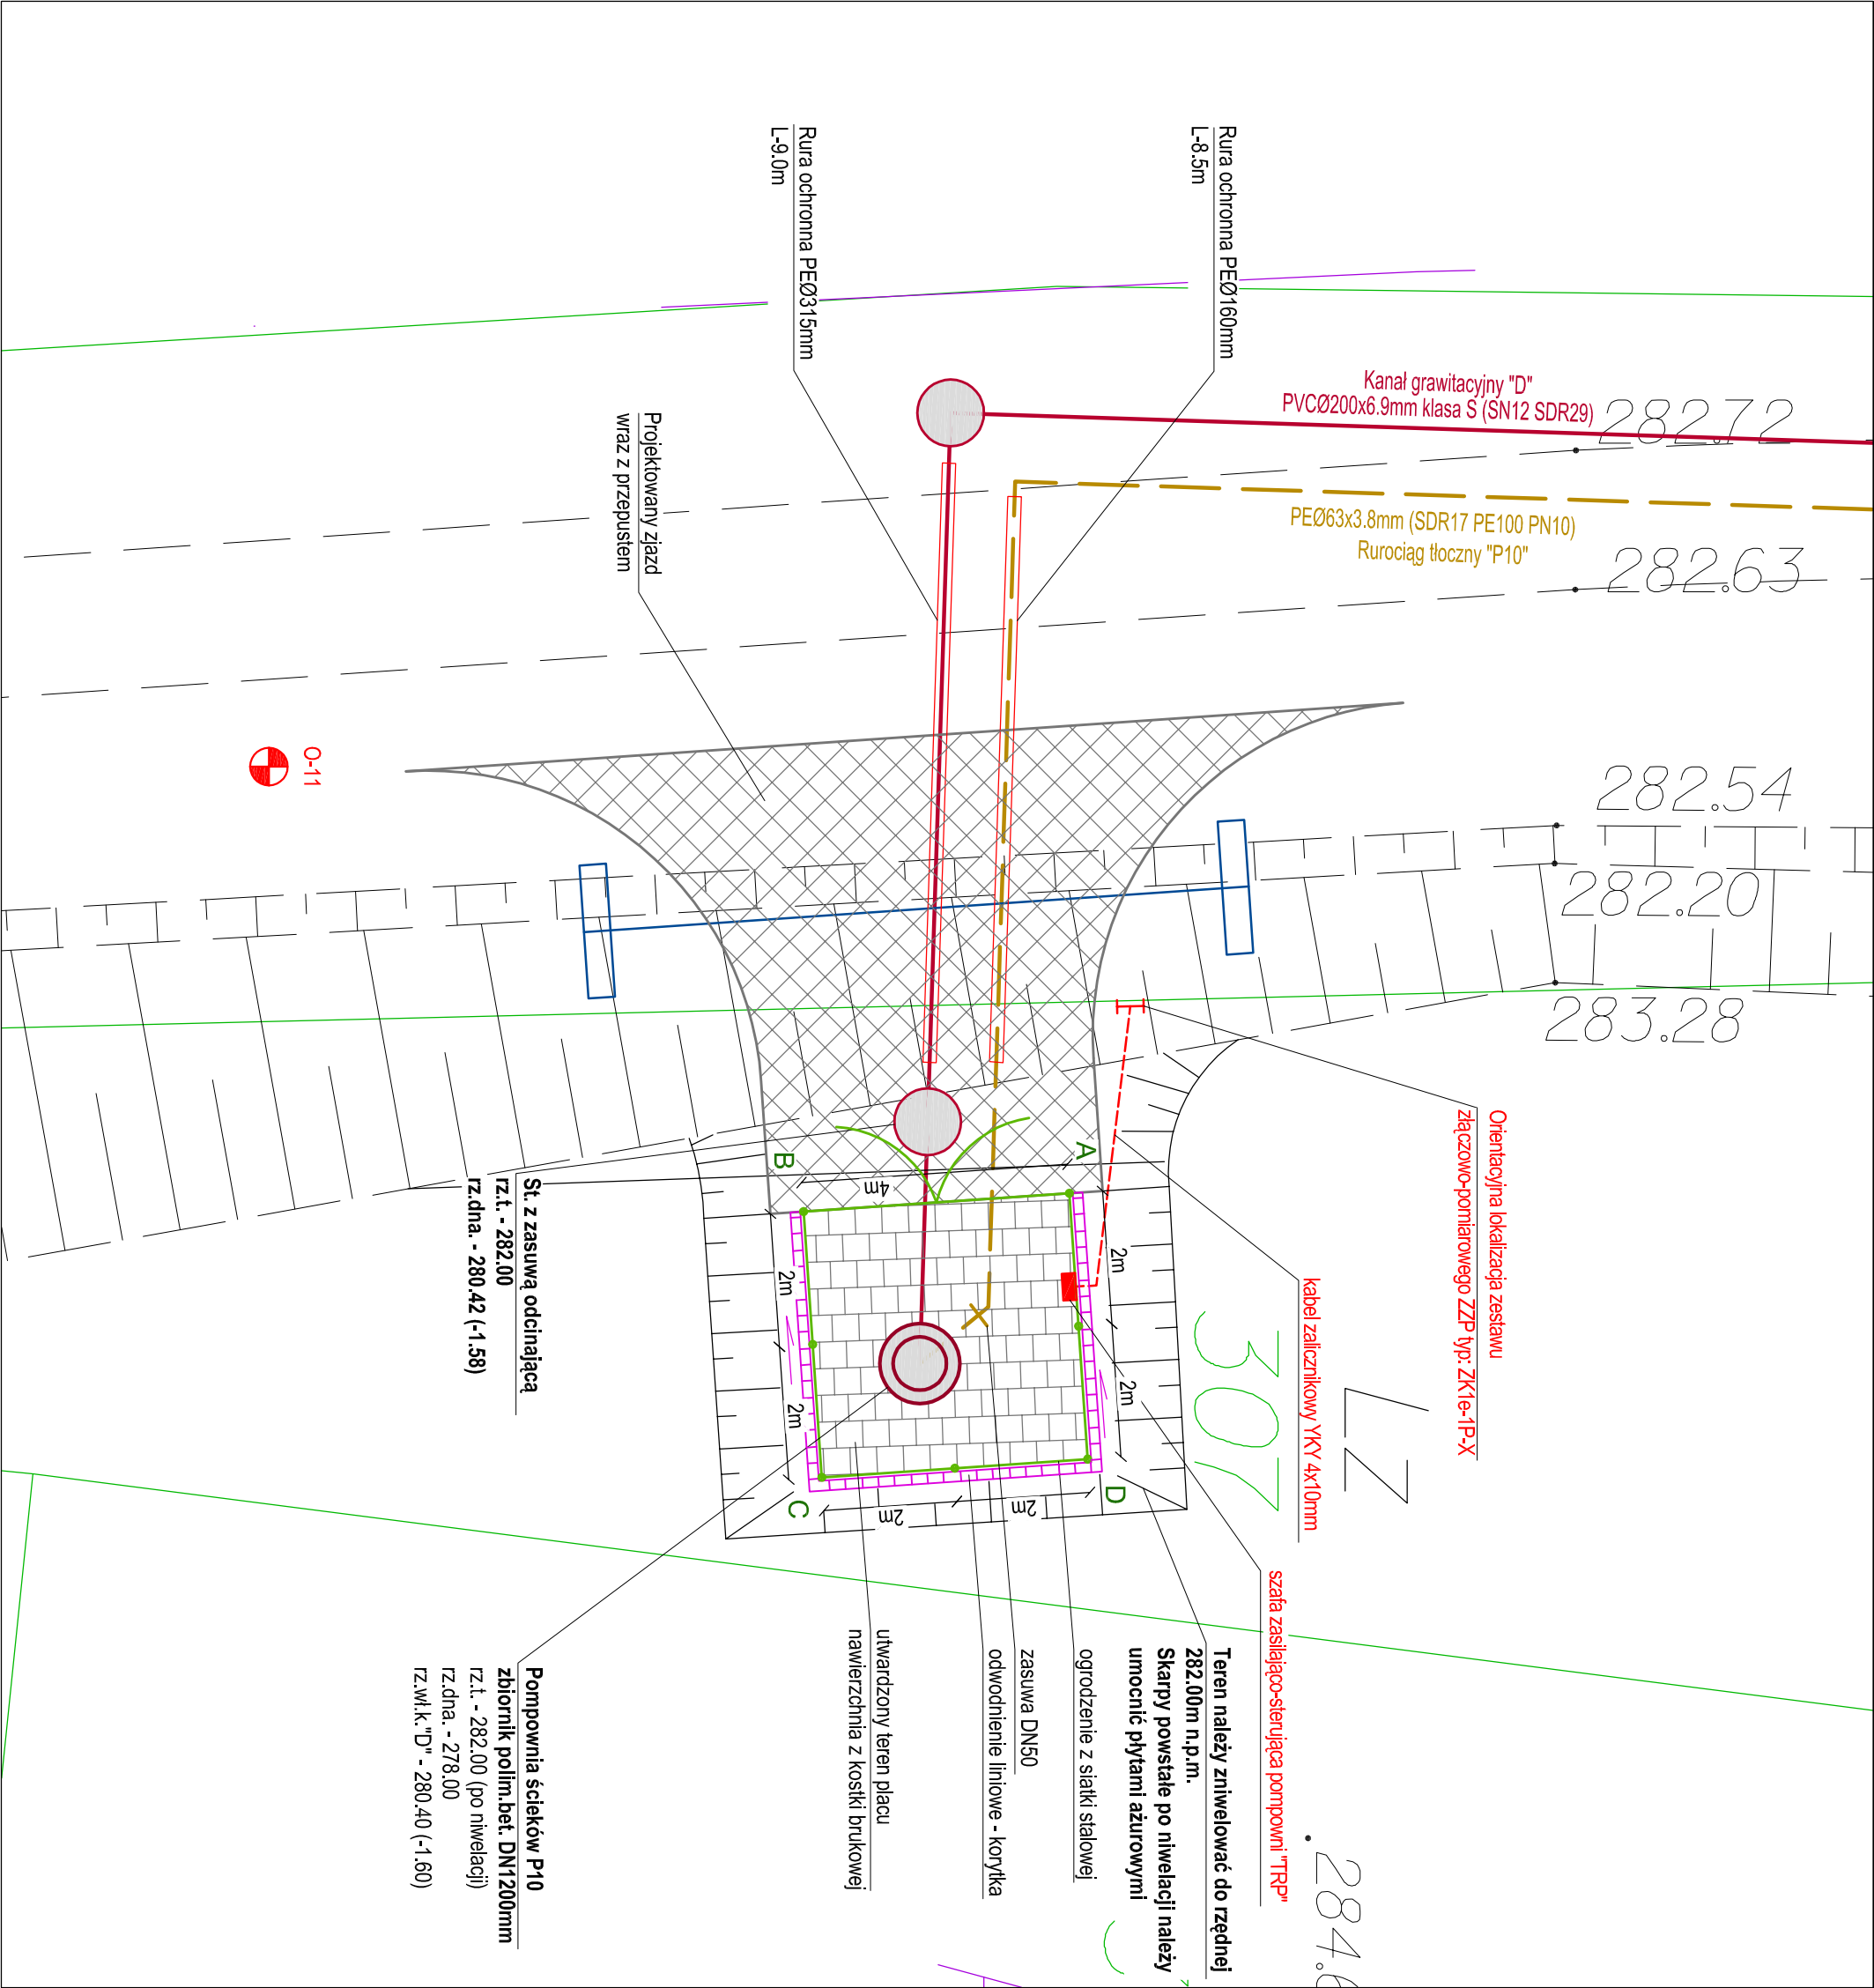 Rura ochronna PEØ315mm
L-9.0m
Rura ochronna PEØ160mm
L-8.5m
Kanał grawitacyjny "D"
PVCØ200x6.9mm klasa S (SN12 SDR29)
282.72
PEØ63x3.8mm (SDR17 PE100 PN10)
Rurociąg tłoczny "P10"
282.63
Projektowany zjazd
wraz z przepustem
O-11
282.54
282.20
283.28
Orientacyjna lokalizacja zestawu
złączowo-pomiarowego ZZP typ: ZK1e-1P-X
kabel zalicznikowy YKY 4x10mm
A
B
C
D
4m
2m
2m
2m
2m
2m
2m
307
Ł
St. z zasuwą odcinającą
rz.t. - 282.00
rz.dna. - 280.42 (-1.58)
szafa zasilająco-sterująca pompowni "TRP"
Teren należy zniwelować do rzędnej
282.00m n.p.m.
Skarpy powstałe po niwelacji należy
umocnić płytami ażurowymi
ogrodzenie z siatki stalowej
zasuwa DN50
odwodnienie liniowe - korytka
utwardzony teren placu
nawierzchnia z kostki brukowej
Pompownia ścieków P10
zbiornik polim.bet. DN1200mm
rz.t. - 282.00 (po niwelacji)
rz.dna. - 278.00
rz.wł.k."D" - 280.40 (-1.60)
284.6